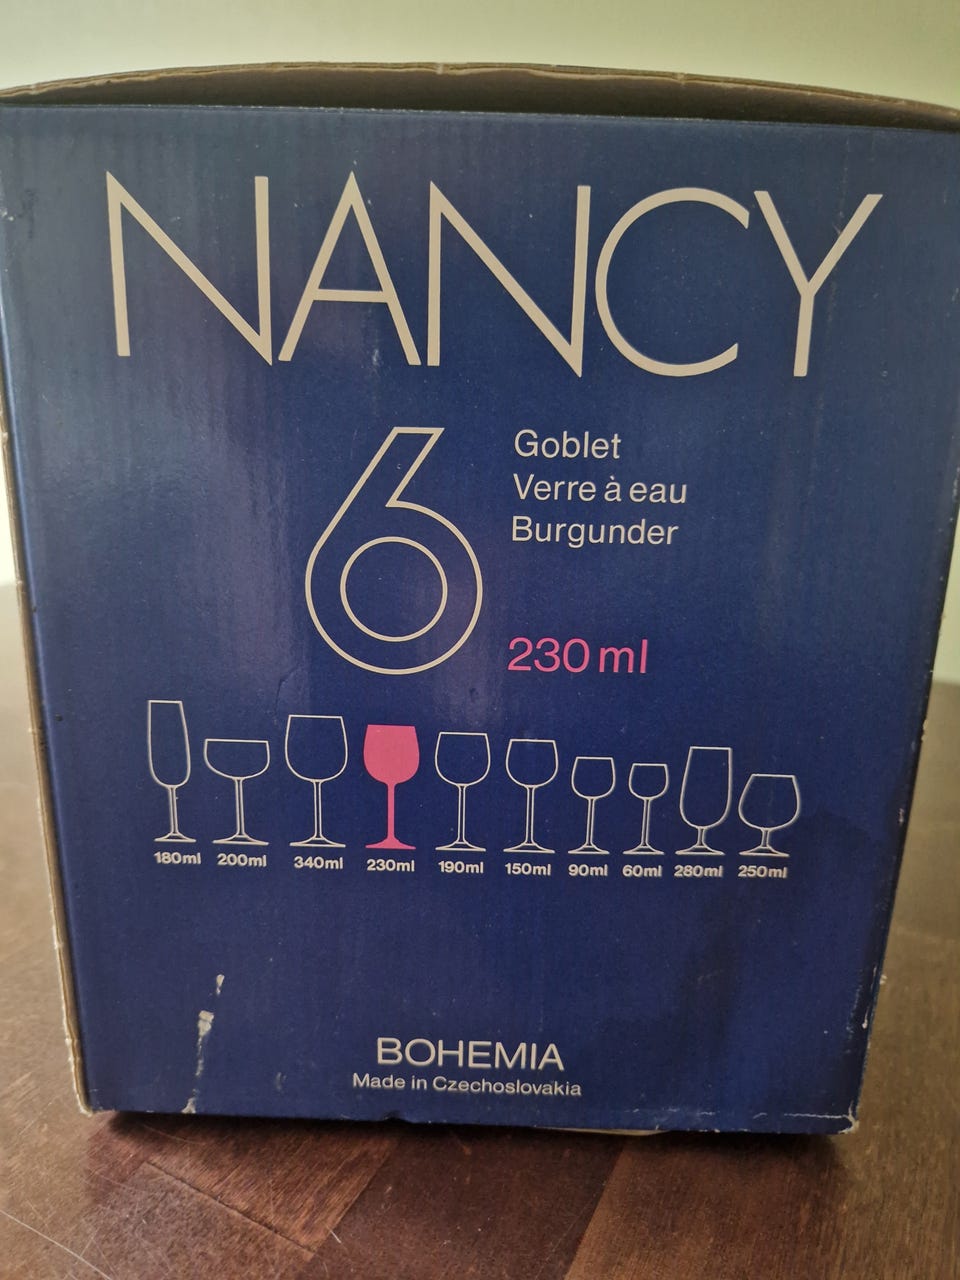 NANCY
6
Goblet
Verre à eau
Burgunder
230 ml
180ml 200ml 340ml 230ml 190ml 150ml 90ml 60ml 280ml 250ml
BOHEMIA
Made in Czechoslovakia